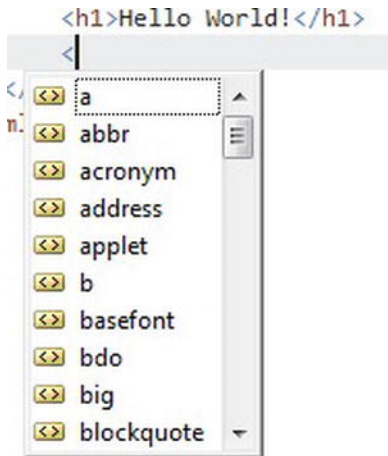 <h1>Hello World!</h1>
<
</
a
m
abbr
acronym
address
applet
b
basefont
bdo
big
blockquote